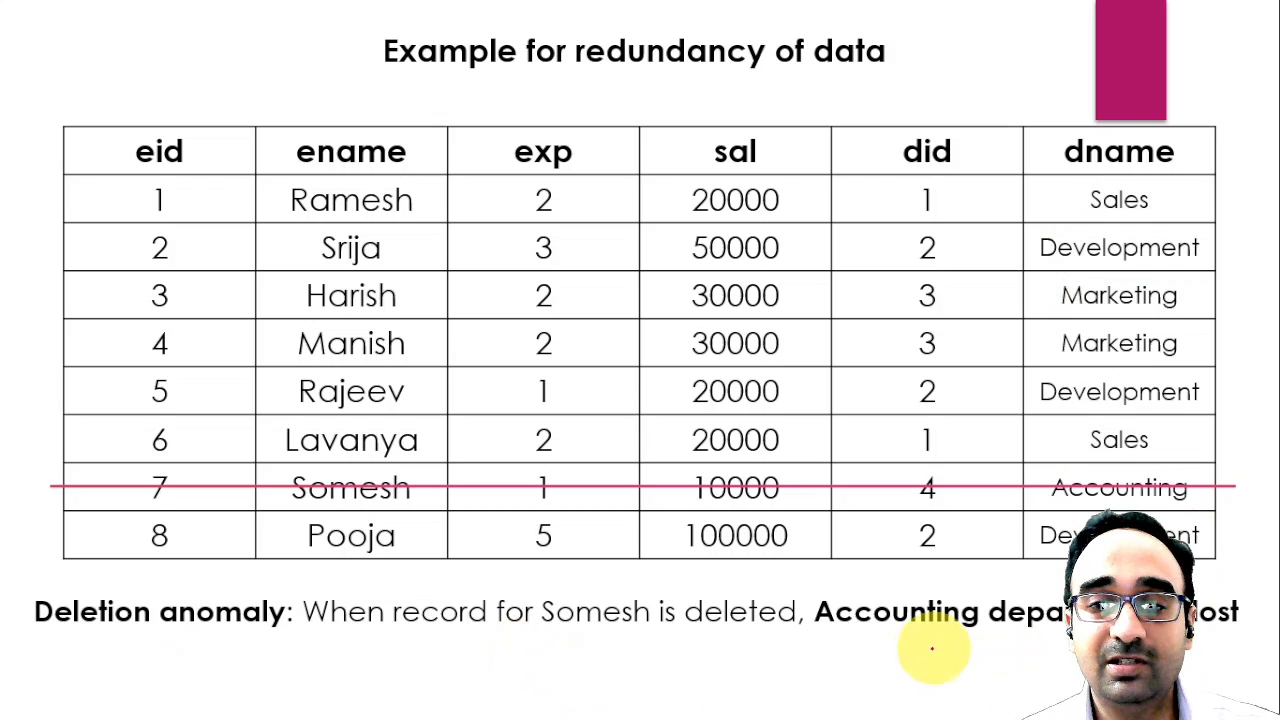 Example for redundancy of data
eid ename exp sal did dname
1 Ramesh 2 20000 1 Sales
2 Srija 3 50000 2 Development
3 Harish 2 30000 3 Marketing
4 Manish 2 30000 3 Marketing
5 Rajeev 1 20000 2 Development
6 Lavanya 2 20000 1 Sales
7 Somesh 1 10000 4 Accounting
8 Pooja 5 100000 2
Deletion anomaly: When record for Somesh is deleted, Accounting lost